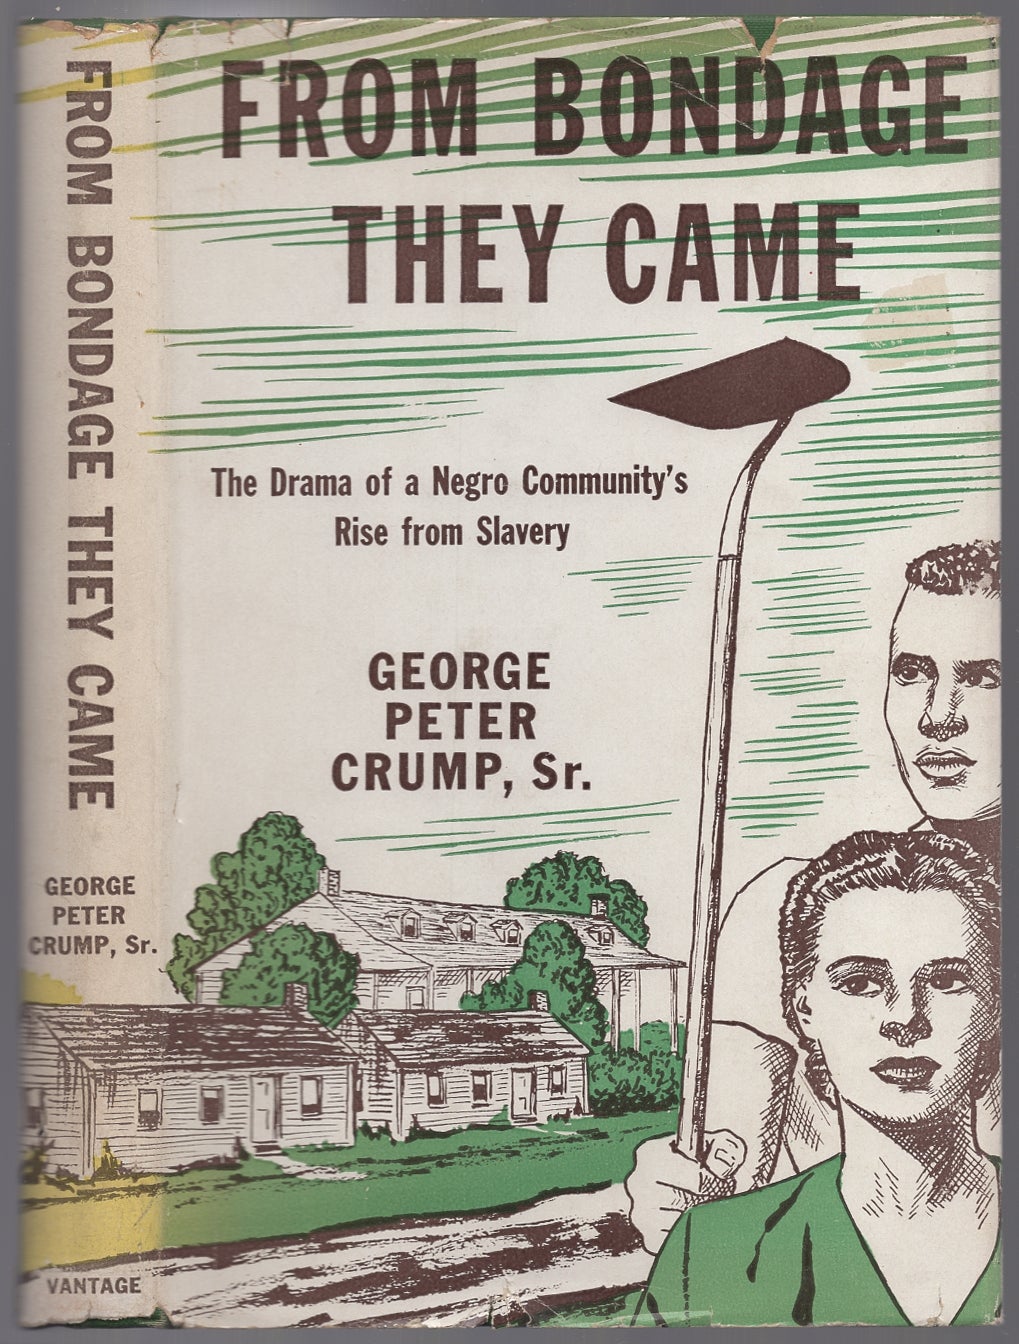 FROM BONDAGE THEY CAME
GEORGE
PETER
CRUMP, Sr.
VANTAGE
FROM BONDAGE
THEY CAME
The Drama of a Negro Community's
Rise from Slavery
GEORGE
PETER
CRUMP, Sr.